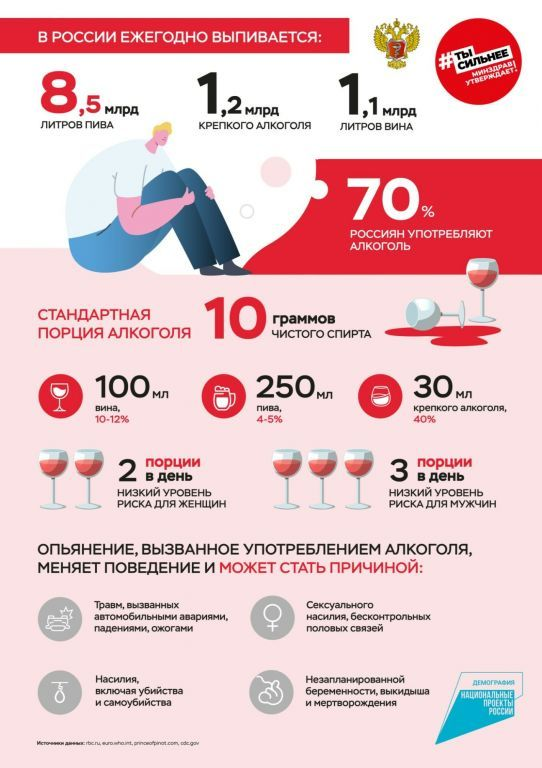 В РОССИИ ЕЖЕГОДНО ВЫПИВАЕТСЯ:
#ТЫ
СИЛЬНЕЕ
МИНЗДРАВ
УТВЕРЖДАЕТ!
8,5 млрд
ЛИТРОВ ПИВА
1,2 млрд
КРЕПКОГО АЛКОГОЛЯ
1,1 млрд
ЛИТРОВ ВИНА
70%
РОССИЯН УПОТРЕБЛЯЮТ
АЛКОГОЛЬ
СТАНДАРТНАЯ
ПОРЦИЯ АЛКОГОЛЯ
10 граммов
ЧИСТОГО СПИРТА
100 мл
вина,
10-12%
250 мл
пива,
4-5%
30 мл
крепкого алкоголя,
40%
2 порции
в день
НИЗКИЙ УРОВЕНЬ
РИСКА ДЛЯ ЖЕНЩИН
3 порции
в день
НИЗКИЙ УРОВЕНЬ
РИСКА ДЛЯ МУЖЧИН
ОПЬЯНЕНИЕ, ВЫЗВАННОЕ УПОТРЕБЛЕНИЕМ АЛКОГОЛЯ,
МЕНЯЕТ ПОВЕДЕНИЕ И МОЖЕТ СТАТЬ ПРИЧИНОЙ:
Травм, вызванных
автомобильными авариями,
падениями, ожогами
Сексуального
насилия, бесконтрольных
половых связей
Насилия,
включая убийства
и самоубийства
Незапланированной
беременности, выкидыша
и мертворождения
ДЕМОГРАФИЯ
НАЦИОНАЛЬНЫЕ
ПРОЕКТЫ
РОССИИ
Источники данных: rbc.ru, euro.who.int, princeofpinot.com, cdc.gov